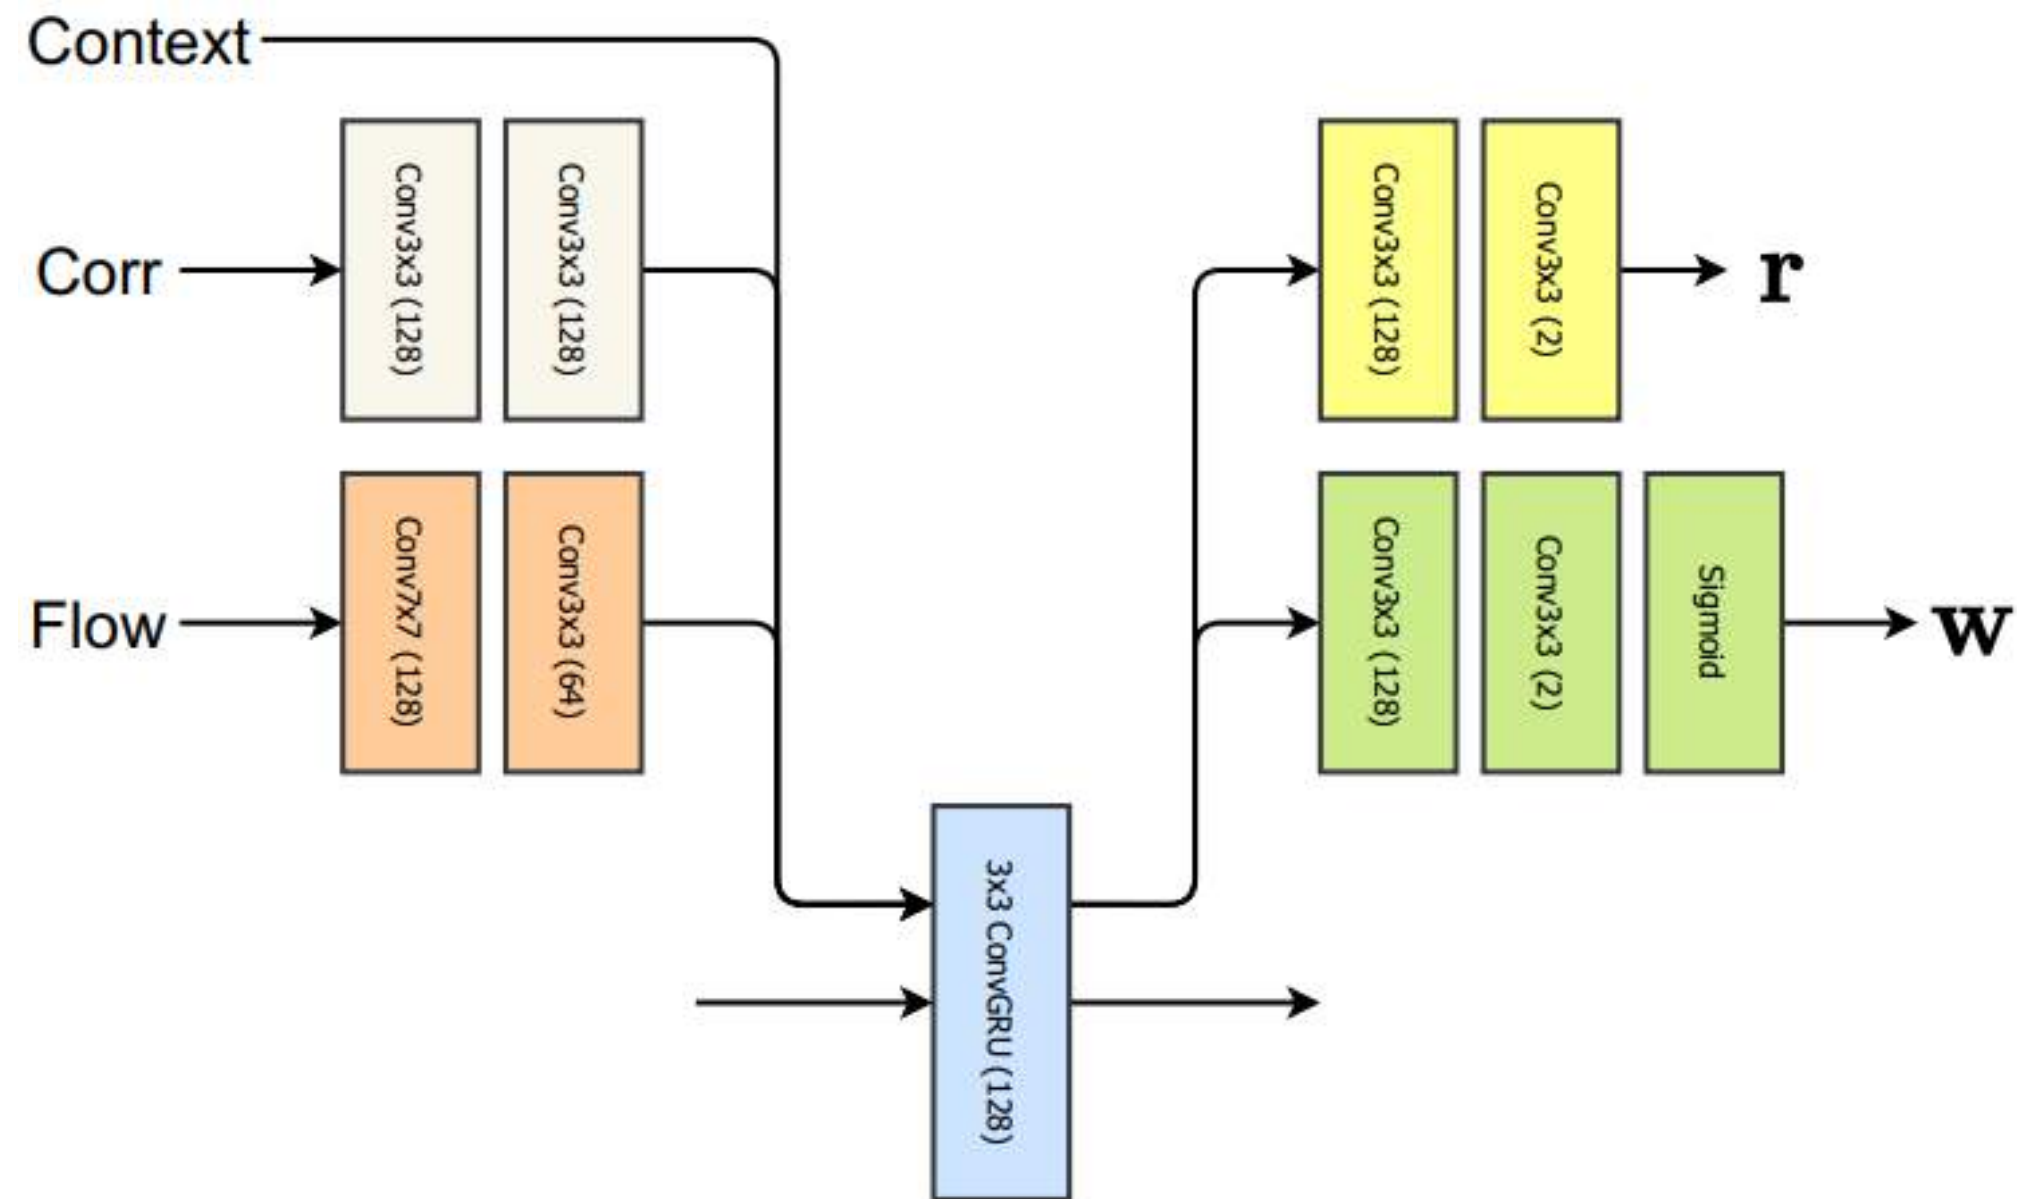 Context
Corr
Conv3x3 (128)
Conv3x3 (128)
Flow
Conv7x7 (128)
Conv3x3 (64)
3x3 ConvGRU (128)
Conv3x3 (128)
Conv3x3 (2)
r
Conv3x3 (128)
Conv3x3 (2)
Sigmoid
w